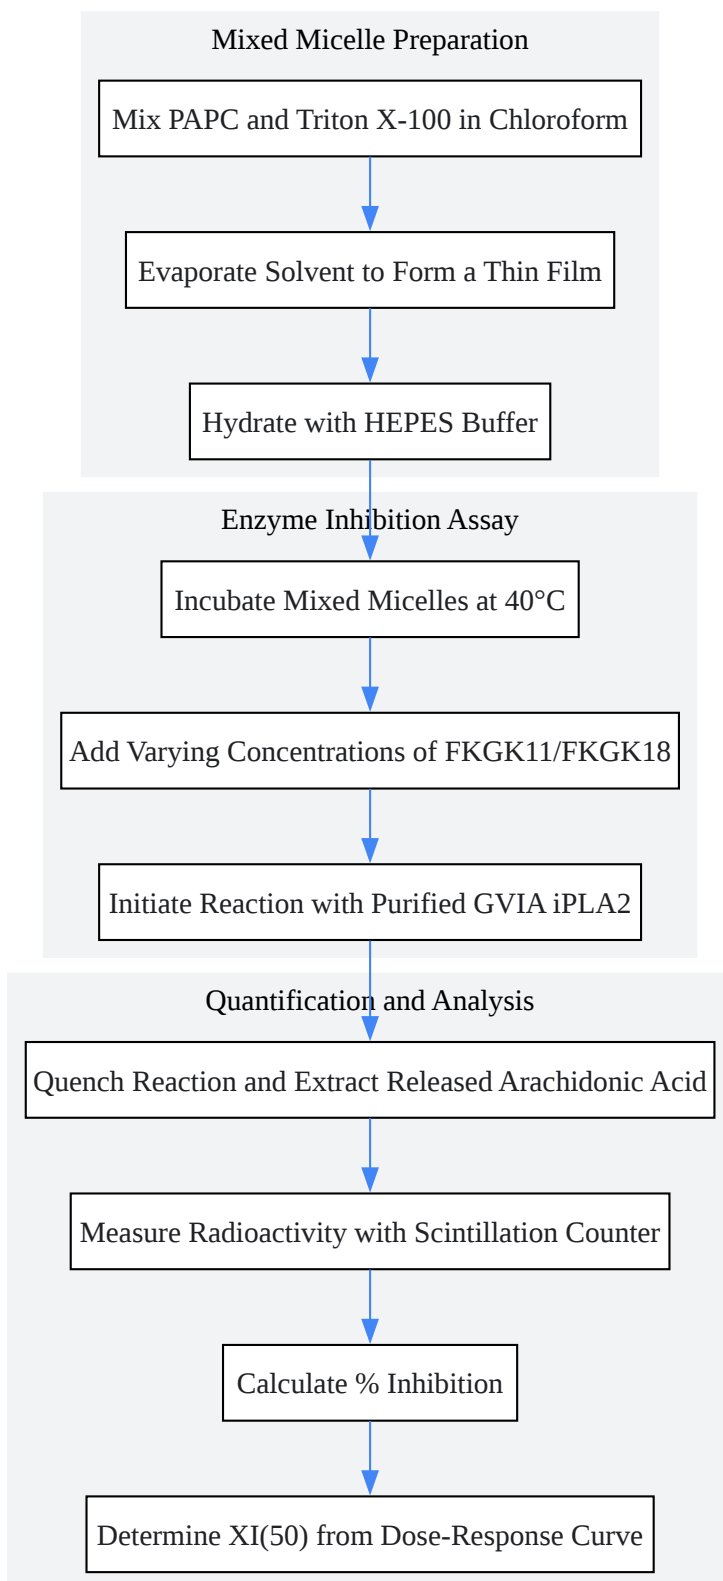 Mixed Micelle Preparation
Mix PAPC and Triton X-100 in Chloroform
Evaporate Solvent to Form a Thin Film
Hydrate with HEPES Buffer
Enzyme Inhibition Assay
Incubate Mixed Micelles at 40°C
Add Varying Concentrations of FKGK11/FKGK18
Initiate Reaction with Purified GVIA iPLA2
Quantification and Analysis
Quench Reaction and Extract Released Arachidonic Acid
Measure Radioactivity with Scintillation Counter
Calculate % Inhibition
Determine XI(50) from Dose-Response Curve